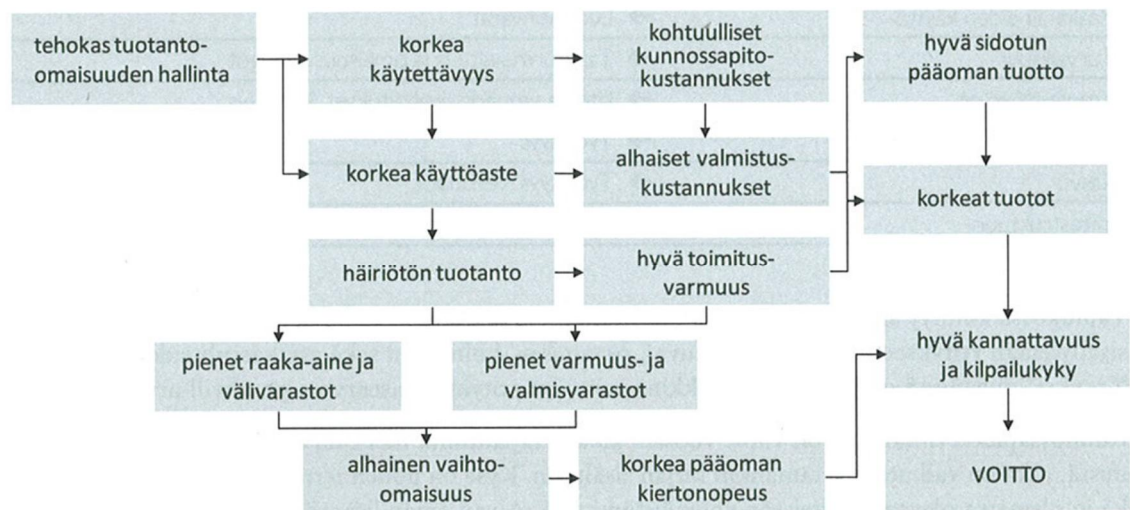 tehokas tuotanto-
omaisuuden hallinta
korkea
käytettävyys
kohtuulliset
kunnossapito-
kustannukset
hyvä sidotun
pääoman tuotto
korkea käyttöaste
alhaiset valmistus-
kustannukset
korkeat tuotot
häiriötön tuotanto
hyvä toimitus-
varmuus
pienet raaka-aine ja
välivarastot
pienet varmuus- ja
valmisvarastot
hyvä kannattavuus
ja kilpailukyky
alhainen vaihto-
omaisuus
korkea pääoman
kiertonopeus
VOITTO